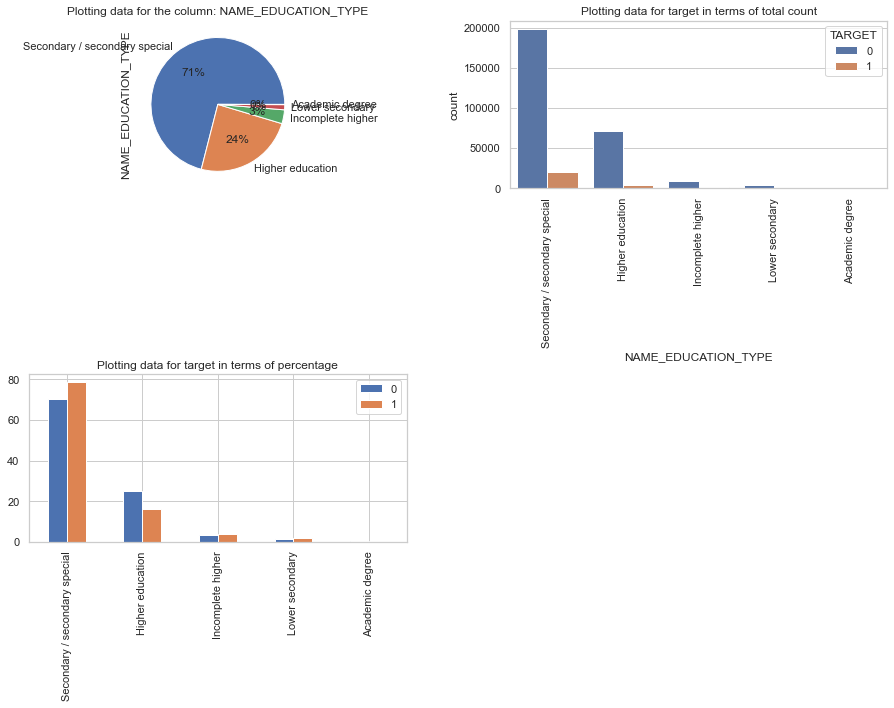 Plotting data for the column: NAME_EDUCATION_TYPE
Secondary / secondary special
NAME_EDUCATION_TYPE
71%
24%
3%
Academic degree
Lower secondary
Incomplete higher
Higher education
Plotting data for target in terms of total count
200000
150000
100000
50000
0
count
TARGET
0
1
Secondary / secondary special
Higher education
Incomplete higher
Lower secondary
Academic degree
NAME_EDUCATION_TYPE
Plotting data for target in terms of percentage
80
60
40
20
0
0
1
Secondary / secondary special
Higher education
Incomplete higher
Lower secondary
Academic degree